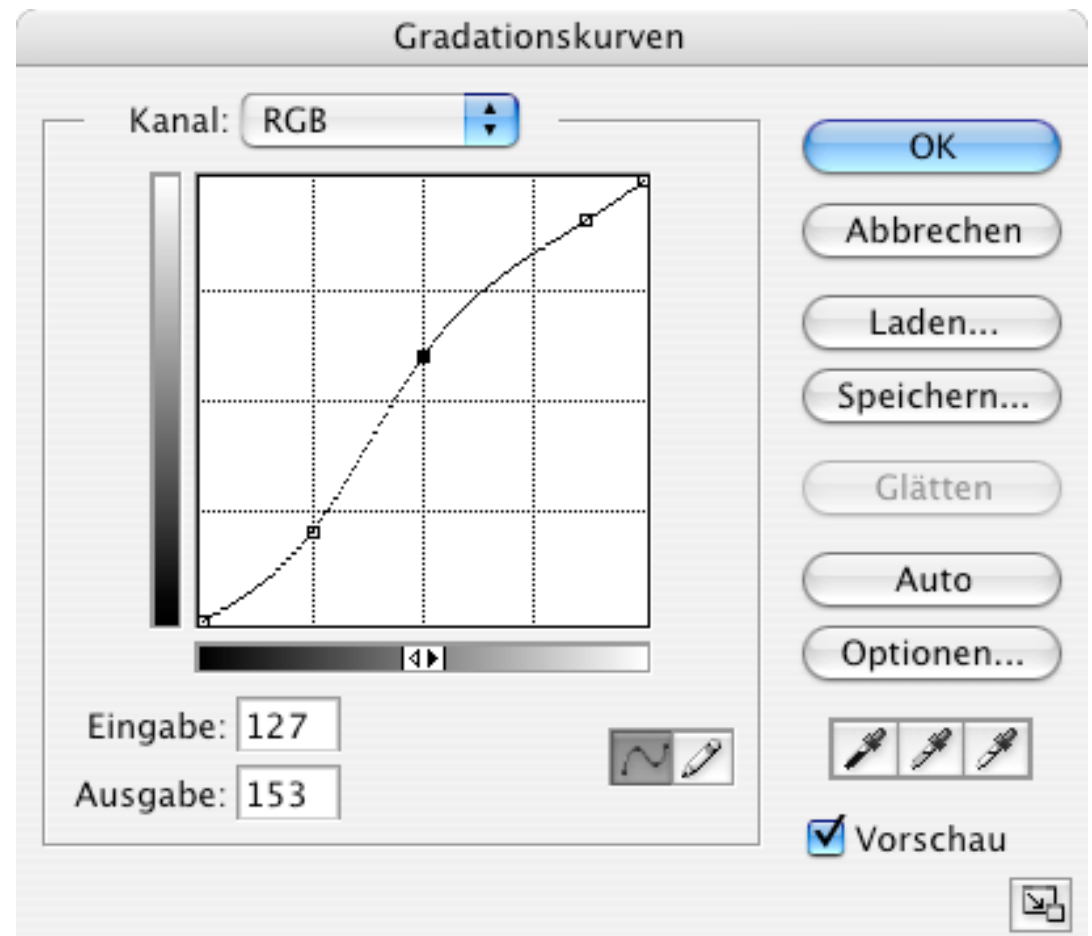 Gradationskurven
Kanal: RGB
OK
Abbrechen
Laden...
Speichern...
Glätten
Auto
Optionen...
Eingabe: 127
Ausgabe: 153
Vorschau